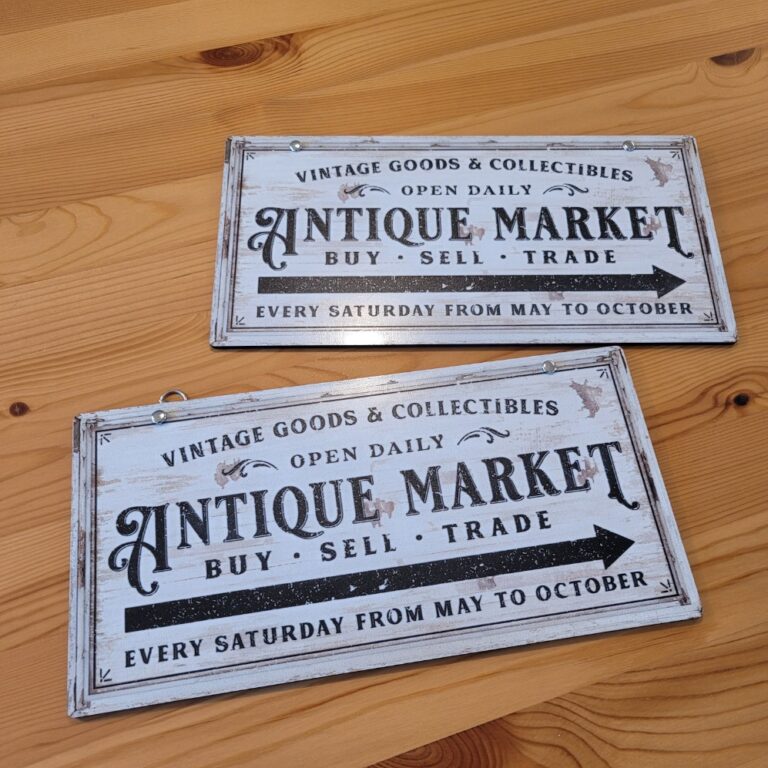 VINTAGE GOODS & COLLECTIBLES
OPEN DAILY
ANTIQUE MARKET
BUY · SELL · TRADE
EVERY SATURDAY FROM MAY TO OCTOBER
VINTAGE GOODS & COLLECTIBLES
OPEN DAILY
ANTIQUE MARKET
BUY · SELL · TRADE
EVERY SATURDAY FROM MAY TO OCTOBER